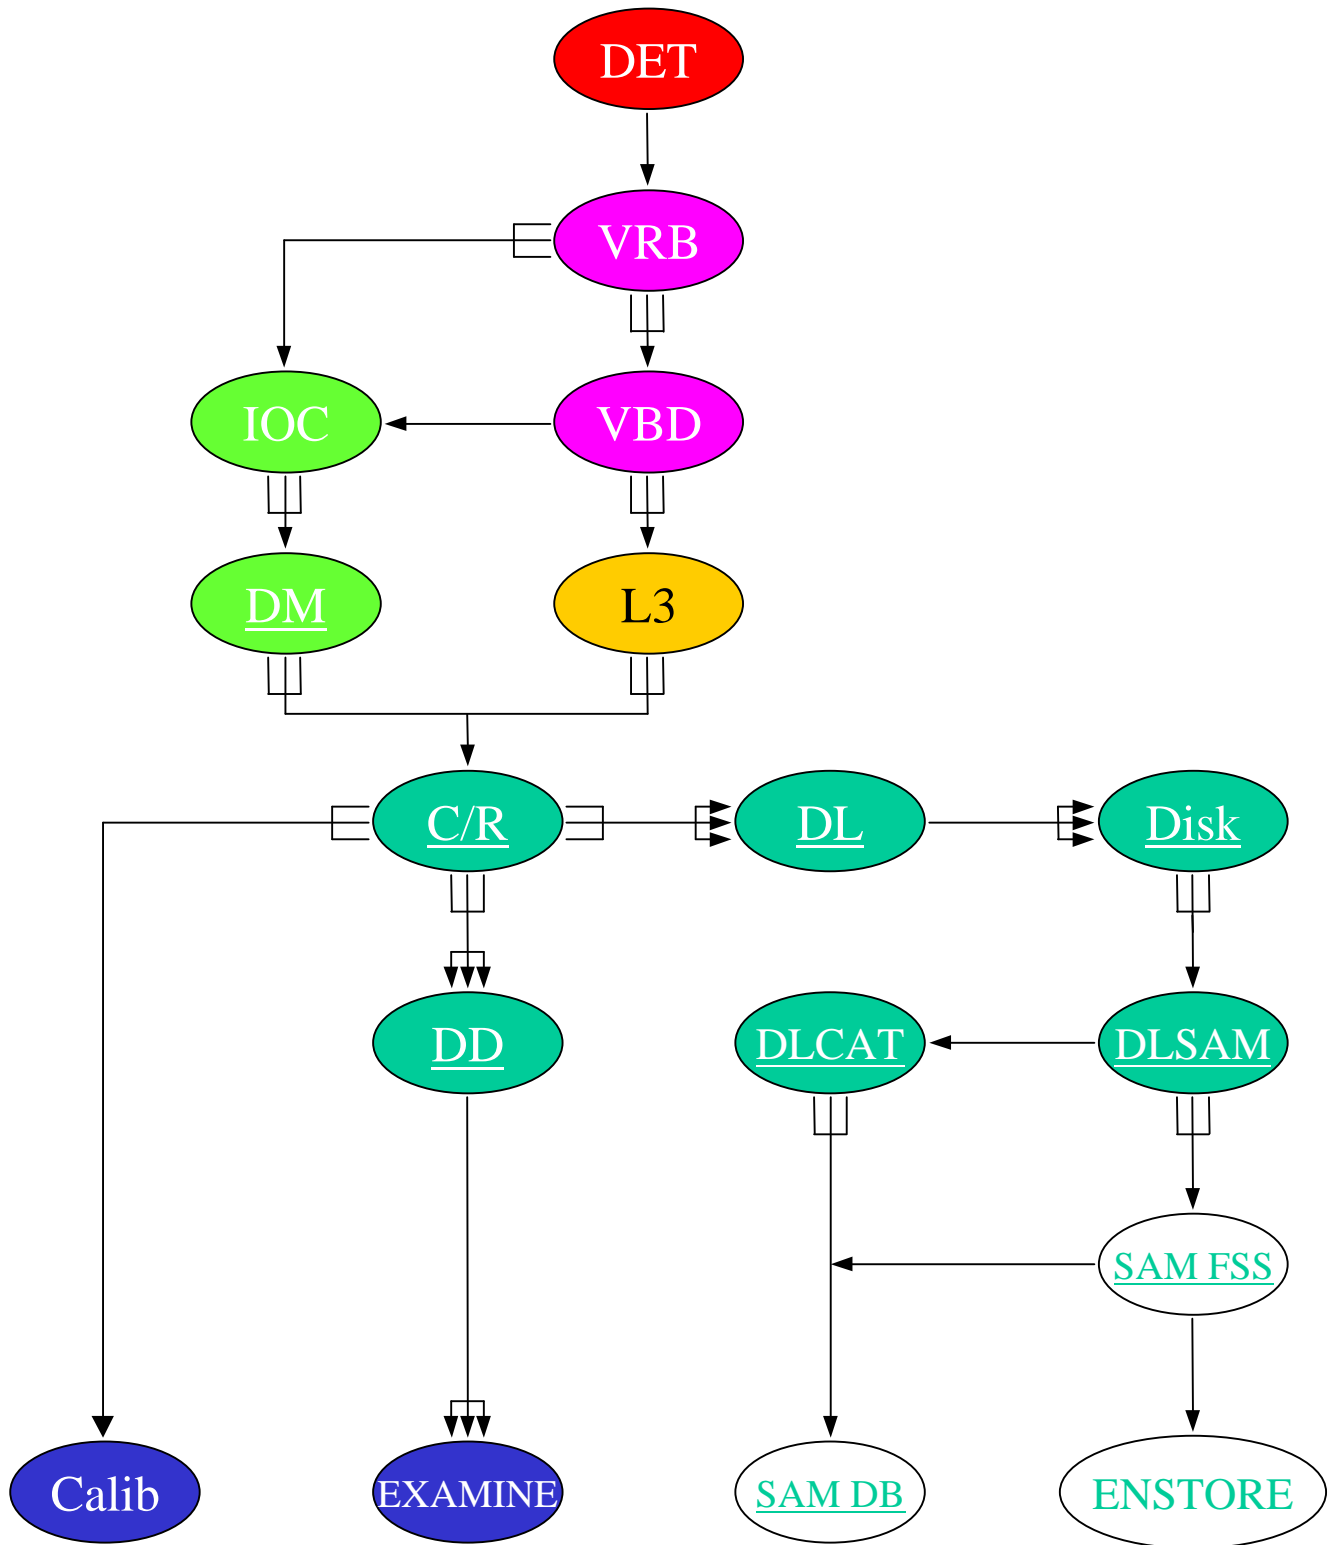 DET
VRB
IOC
VBD
DM
L3
C/R
DL
Disk
DD
DLCAT
DLSAM
SAM FSS
Calib
EXAMINE
SAM DB
ENSTORE